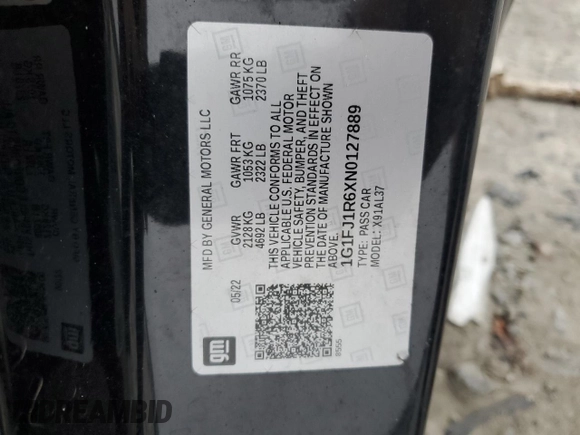 MFD BY GENERAL MOTORS LLC
GVWR GAWR FRT GAWR RR
2128 KG 1053 KG 1075 KG
4692 LB 2322 LB 2370 LB
THIS VEHICLE CONFORMS TO ALL
APPLICABLE U.S. FEDERAL MOTOR
VEHICLE SAFETY, BUMPER, AND THEFT
PREVENTION STANDARDS IN EFFECT ON
THE DATE OF MANUFACTURE SHOWN
ABOVE.
1G1FJ1R6XN0127889
TYPE: PASS CAR
MODEL: X91AL37
05/22
gm
DREAMBID